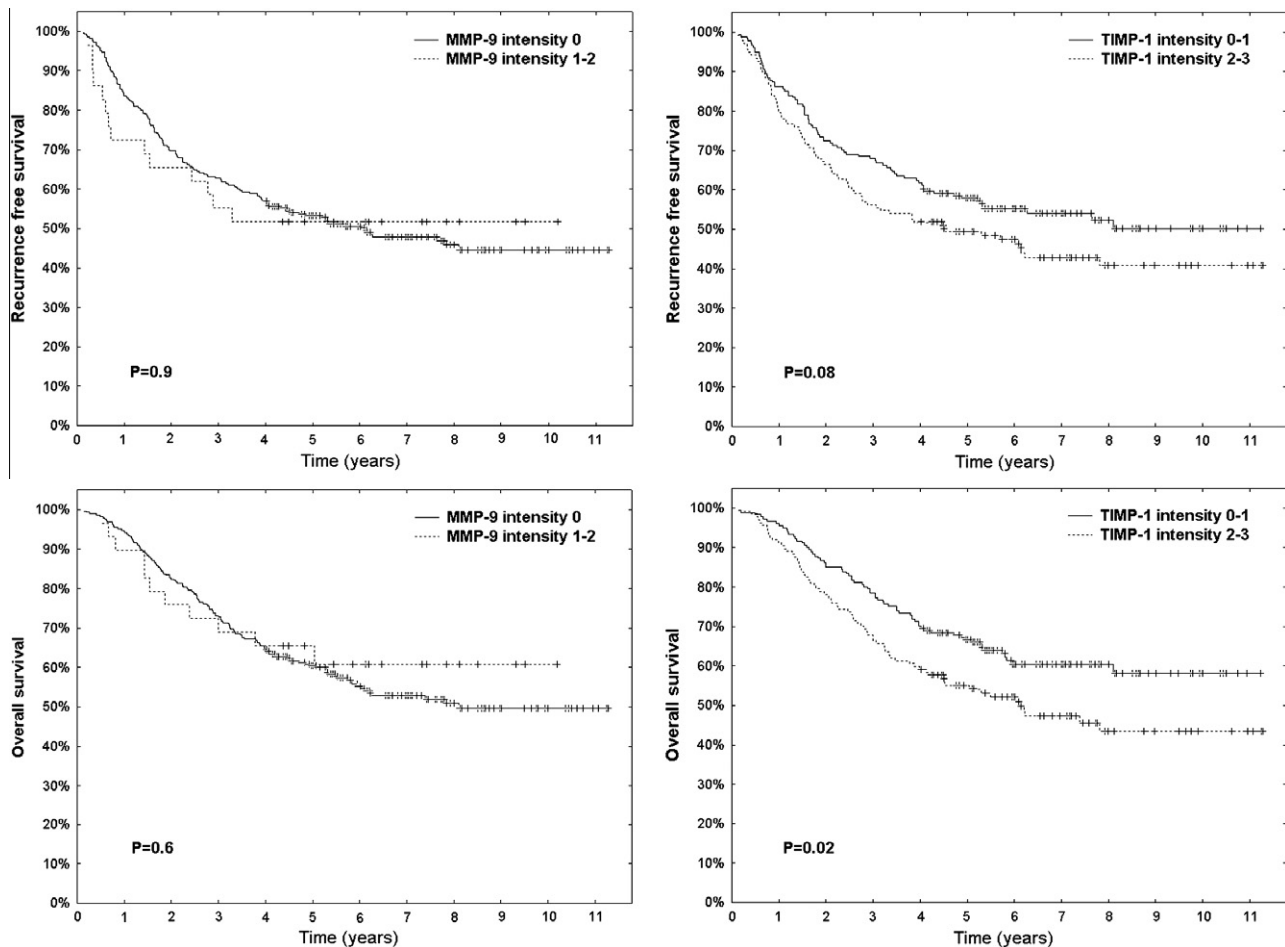 Recurrence free survival
100%
90%
80%
70%
60%
50%
40%
30%
20%
10%
0%
MMP-9 intensity 0
MMP-9 intensity 1-2
P=0.9
0 1 2 3 4 5 6 7 8 9 10 11
Time (years)
Recurrence free survival
100%
90%
80%
70%
60%
50%
40%
30%
20%
10%
0%
TIMP-1 intensity 0-1
TIMP-1 intensity 2-3
P=0.08
0 1 2 3 4 5 6 7 8 9 10 11
Time (years)
Overall survival
100%
90%
80%
70%
60%
50%
40%
30%
20%
10%
0%
MMP-9 intensity 0
MMP-9 intensity 1-2
P=0.6
0 1 2 3 4 5 6 7 8 9 10 11
Time (years)
Overall survival
100%
90%
80%
70%
60%
50%
40%
30%
20%
10%
0%
TIMP-1 intensity 0-1
TIMP-1 intensity 2-3
P=0.02
0 1 2 3 4 5 6 7 8 9 10 11
Time (years)